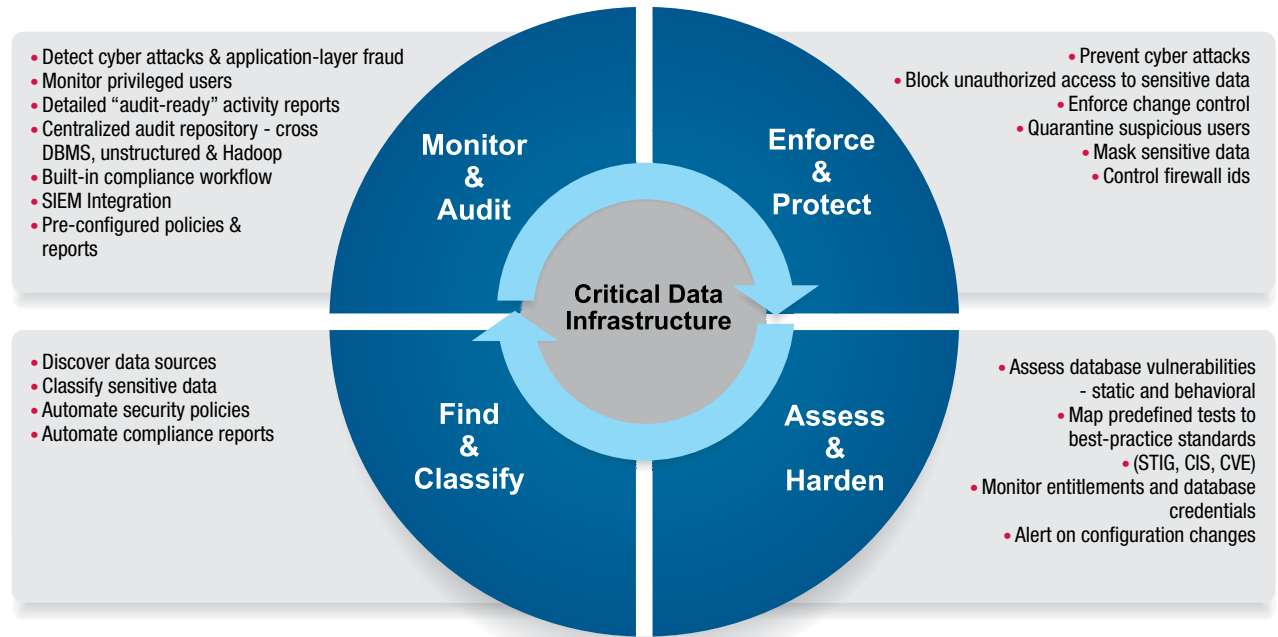 • Detect cyber attacks & application-layer fraud
• Monitor privileged users
• Detailed “audit-ready” activity reports
• Centralized audit repository - cross
DBMS, unstructured & Hadoop
• Built-in compliance workflow
• SIEM Integration
• Pre-configured policies &
reports
Monitor
&
Audit
Enforce
&
Protect
• Prevent cyber attacks
• Block unauthorized access to sensitive data
• Enforce change control
• Quarantine suspicious users
• Mask sensitive data
• Control firewall ids
Critical Data
Infrastructure
• Discover data sources
• Classify sensitive data
• Automate security policies
• Automate compliance reports
Find
&
Classify
Assess
&
Harden
• Assess database vulnerabilities
- static and behavioral
• Map predefined tests to
best-practice standards
• (STIG, CIS, CVE)
• Monitor entitlements and database
credentials
• Alert on configuration changes